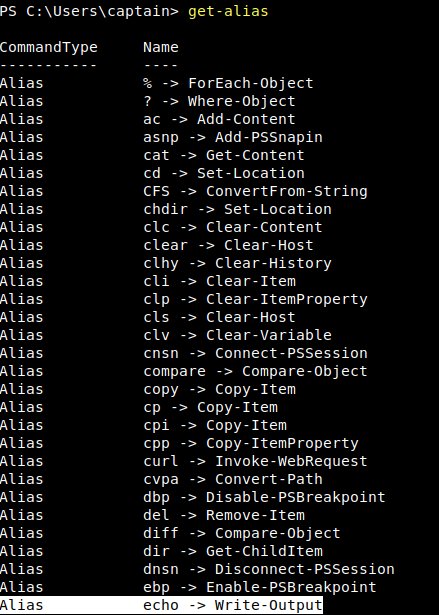 PS C:\Users\captain> get-alias
CommandType     Name
-----------     ----
Alias           % -> ForEach-Object
Alias           ? -> Where-Object
Alias           ac -> Add-Content
Alias           asnp -> Add-PSSnapin
Alias           cat -> Get-Content
Alias           cd -> Set-Location
Alias           CFS -> ConvertFrom-String
Alias           chdir -> Set-Location
Alias           clc -> Clear-Content
Alias           clear -> Clear-Host
Alias           clhy -> Clear-History
Alias           cli -> Clear-Item
Alias           clp -> Clear-ItemProperty
Alias           cls -> Clear-Host
Alias           clv -> Clear-Variable
Alias           cnsn -> Connect-PSSession
Alias           compare -> Compare-Object
Alias           copy -> Copy-Item
Alias           cp -> Copy-Item
Alias           cpi -> Copy-Item
Alias           cpp -> Copy-ItemProperty
Alias           curl -> Invoke-WebRequest
Alias           cvpa -> Convert-Path
Alias           dbp -> Disable-PSBreakpoint
Alias           del -> Remove-Item
Alias           diff -> Compare-Object
Alias           dir -> Get-ChildItem
Alias           dnsn -> Disconnect-PSSession
Alias           ebp -> Enable-PSBreakpoint
Alias           echo -> Write-Output